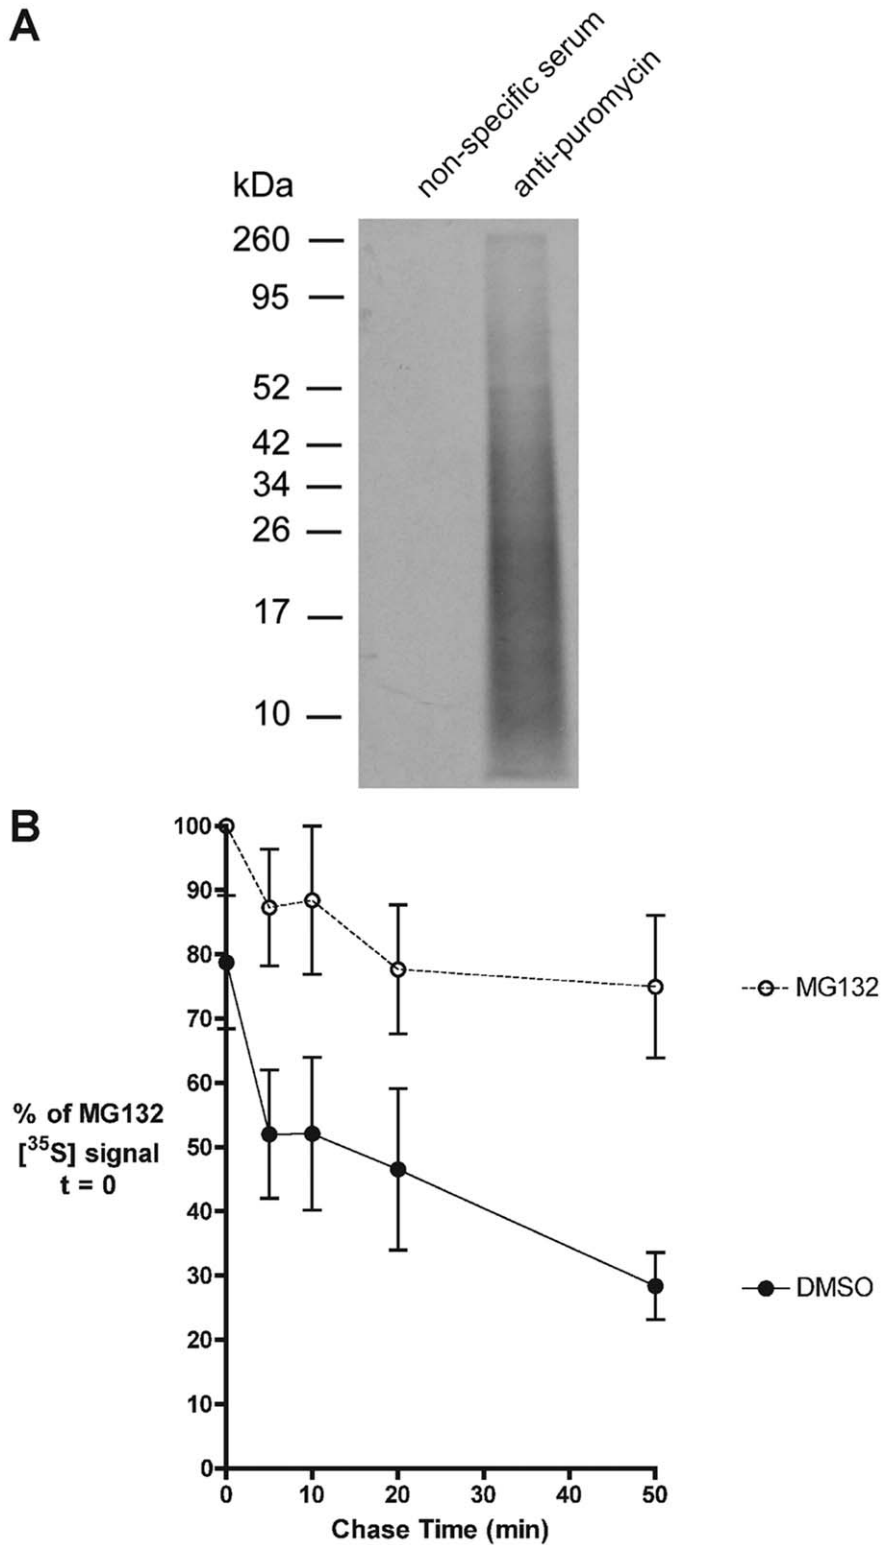 A
non-specific serum
anti-puromycin
kDa
260
95
52
42
34
26
17
10
B
100
90
80
70
60
50
40
30
20
10
0
% of MG132
[³⁵S] signal
t = 0
MG132
DMSO
0 10 20 30 40 50
Chase Time (min)